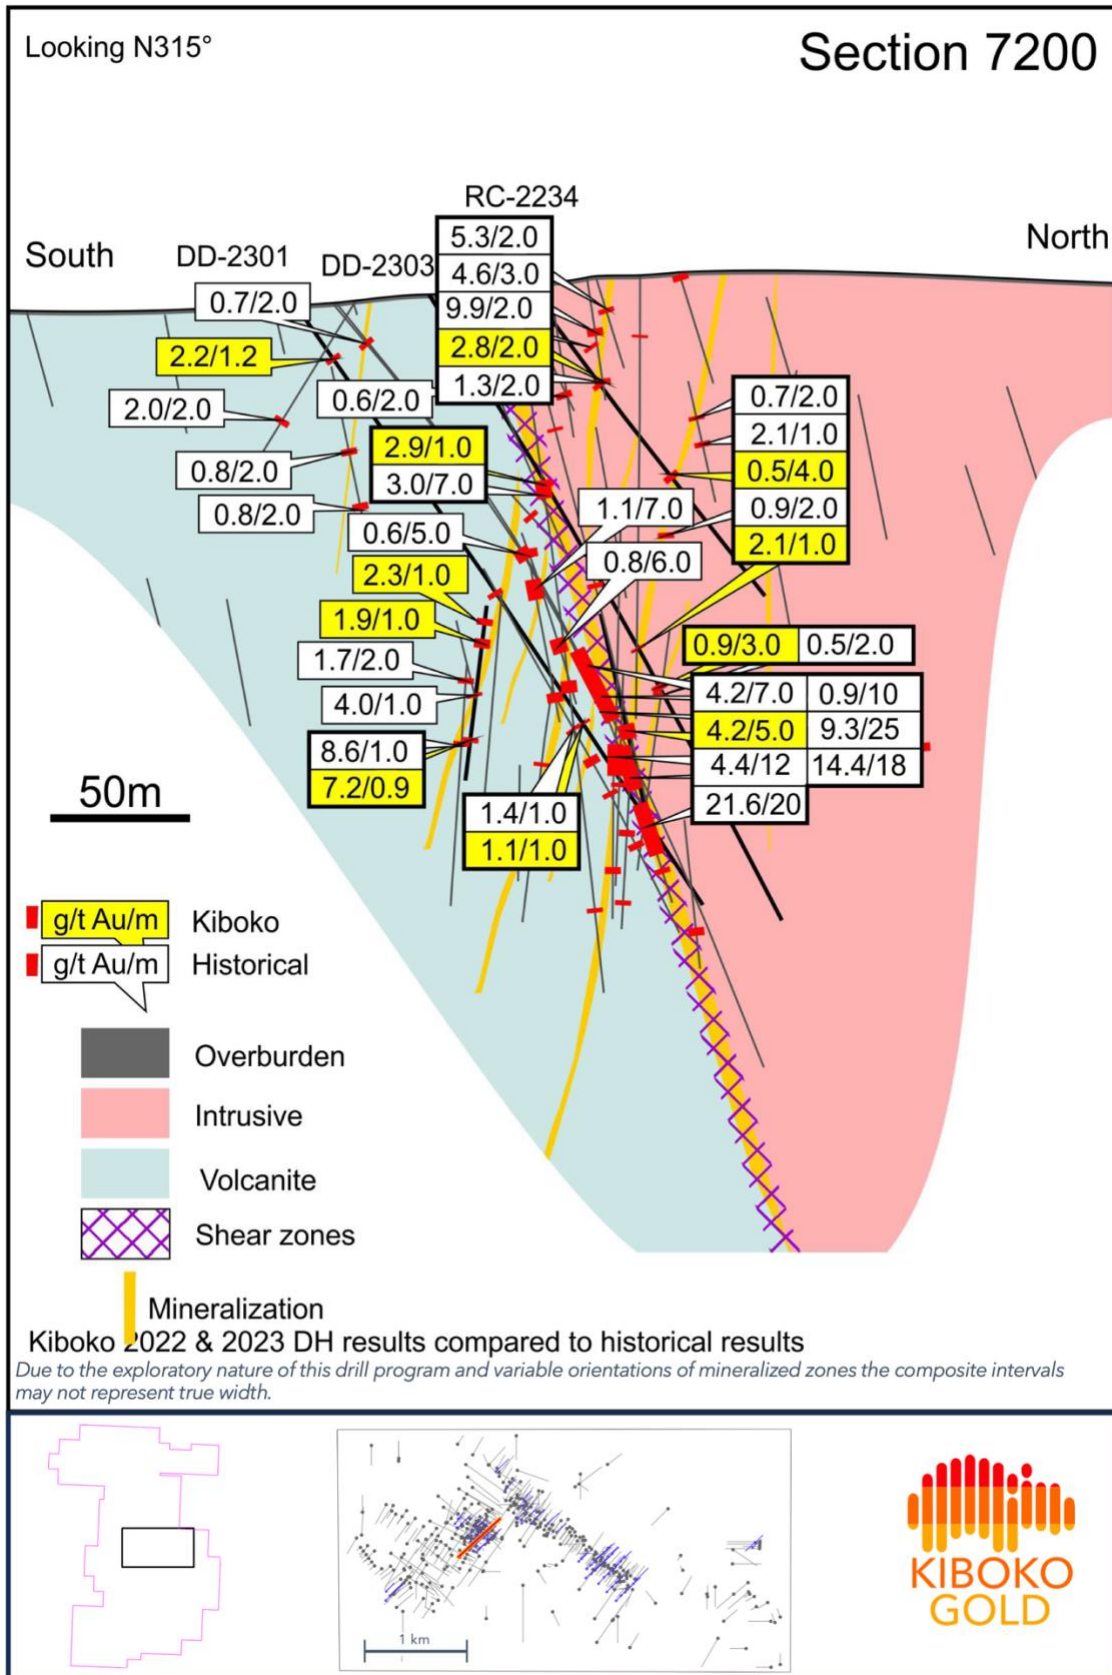 Looking N315°
Section 7200
RC-2234
South
DD-2301
DD-2303
North
5.3/2.0
4.6/3.0
9.9/2.0
2.8/2.0
1.3/2.0
0.7/2.0
2.2/1.2
2.0/2.0
0.6/2.0
0.8/2.0
0.8/2.0
2.9/1.0
3.0/7.0
0.7/2.0
2.1/1.0
0.5/4.0
0.9/2.0
2.1/1.0
1.1/7.0
0.6/5.0
0.8/6.0
2.3/1.0
1.9/1.0
1.7/2.0
4.0/1.0
0.9/3.0 0.5/2.0
4.2/7.0 0.9/10
4.2/5.0 9.3/25
4.4/12 14.4/18
21.6/20
8.6/1.0
7.2/0.9
1.4/1.0
1.1/1.0
50m
g/t Au/m Kiboko
g/t Au/m Historical
Overburden
Intrusive
Volcanite
Shear zones
Mineralization
Kiboko 2022 & 2023 DH results compared to historical results
Due to the exploratory nature of this drill program and variable orientations of mineralized zones the composite intervals
may not represent true width.
1 km
KIBOKO
GOLD